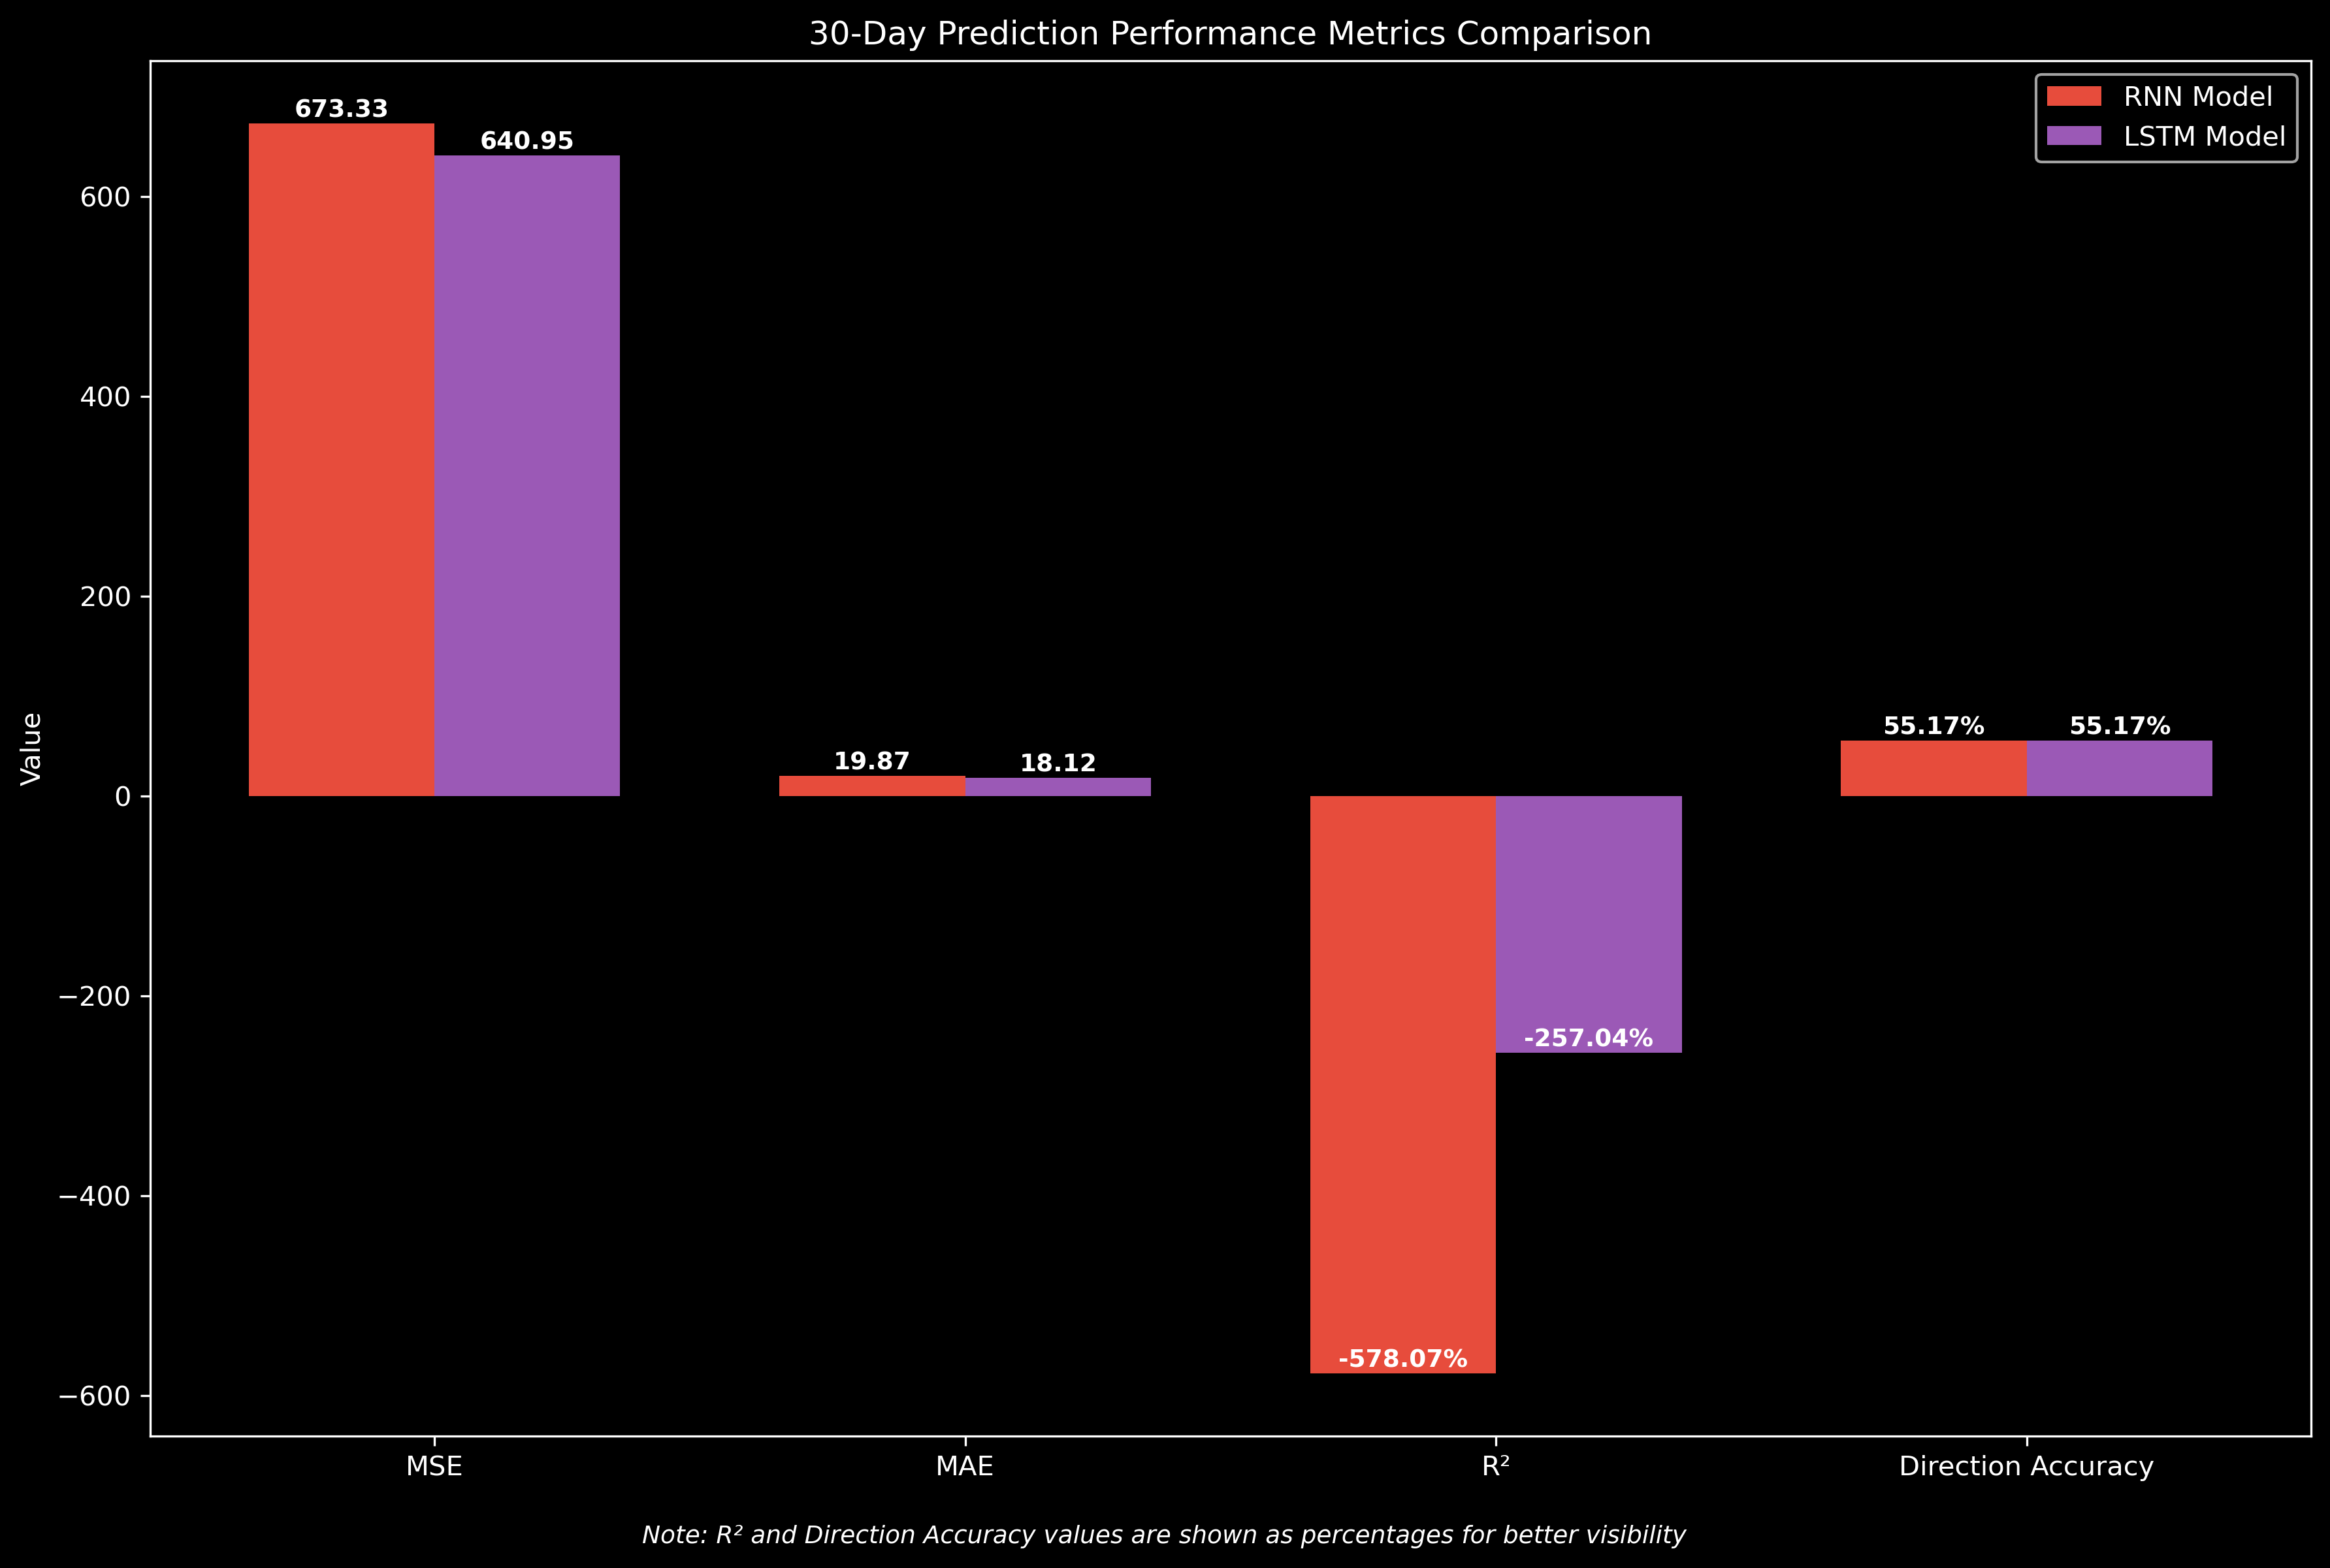 30-Day Prediction Performance Metrics Comparison
RNN Model
LSTM Model
673.33
640.95
19.87
18.12
-578.07%
-257.04%
55.17%
55.17%
Value
600
400
200
0
−200
−400
−600
MSE
MAE
R²
Direction Accuracy
Note: R² and Direction Accuracy values are shown as percentages for better visibility